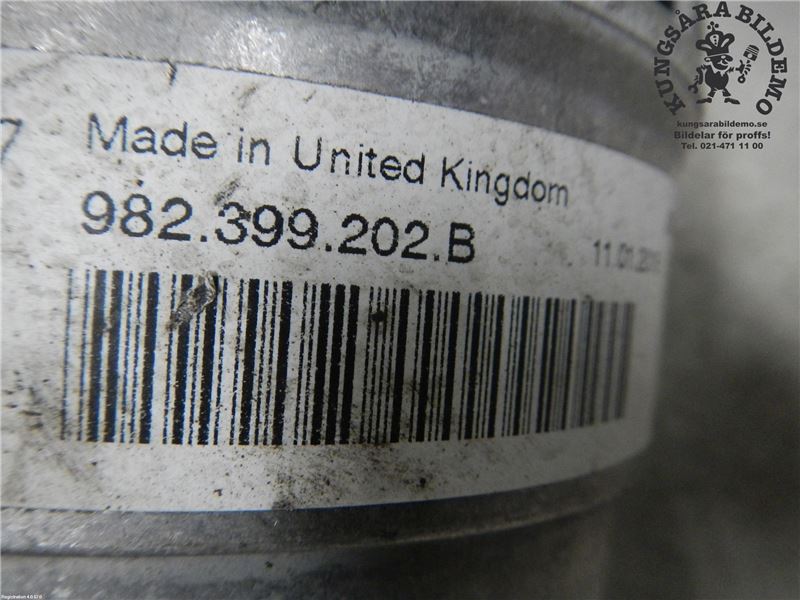 KUNGSÅRA BILDEMO
kungsarabildemo.se
Bildelar för proffs!
Tel. 021-471 11 00
7 Made in United Kingdom
982.399.202.B